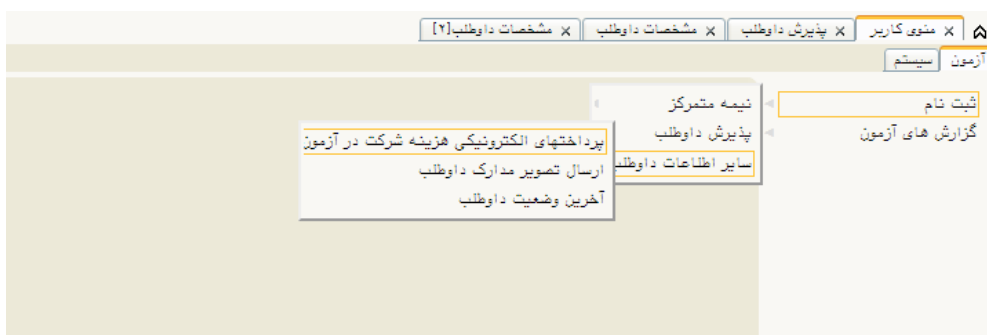 منوی کاربر
پذیرش داوطلب
مشخصات داوطلب
مشخصات داوطلب[۲]
آزمون
سیستم
ثبت نام
گزارش های آزمون
نیمه متمرکز
پذیرش داوطلب
سایر اطلاعات داوطلب
پرداختهای الکترونیکی هزینه شرکت در آزمون
ارسال تصویر مدارک داوطلب
آخرین وضعیت داوطلب